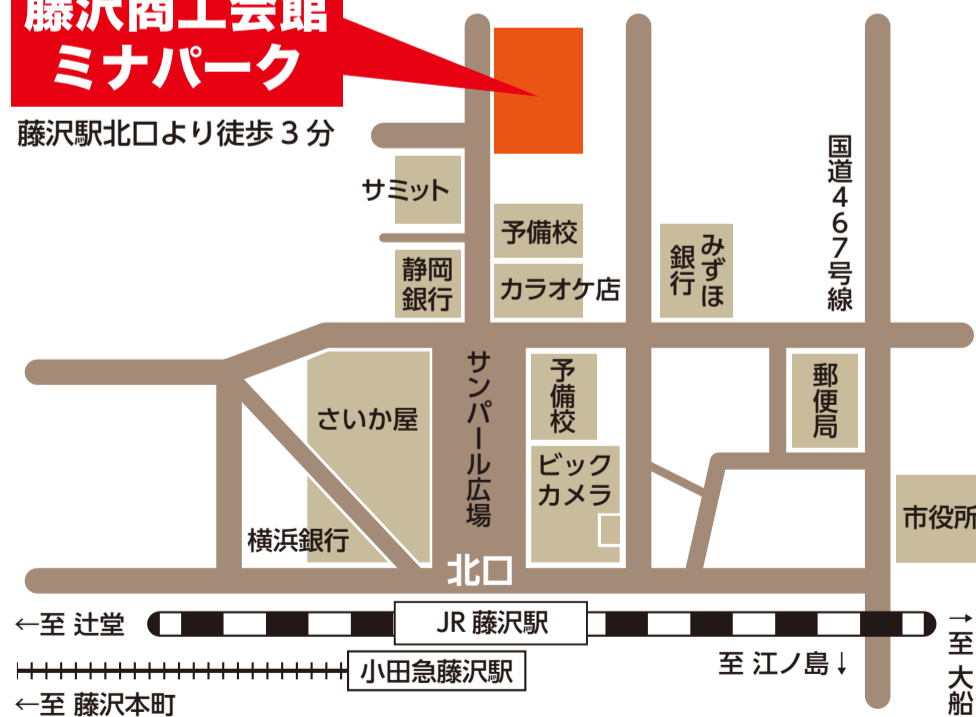 藤沢商工会館
ミナパーク
藤沢駅北口より徒歩3分
サミット
予備校
静岡
銀行
カラオケ店
みずほ
銀行
国道467号線
サンパール広場
さいか屋
予備校
ビック
カメラ
郵便局
市役所
横浜銀行
北口
←至 辻堂
JR 藤沢駅
→至 大船
小田急藤沢駅
至 江ノ島↓
←至 藤沢本町